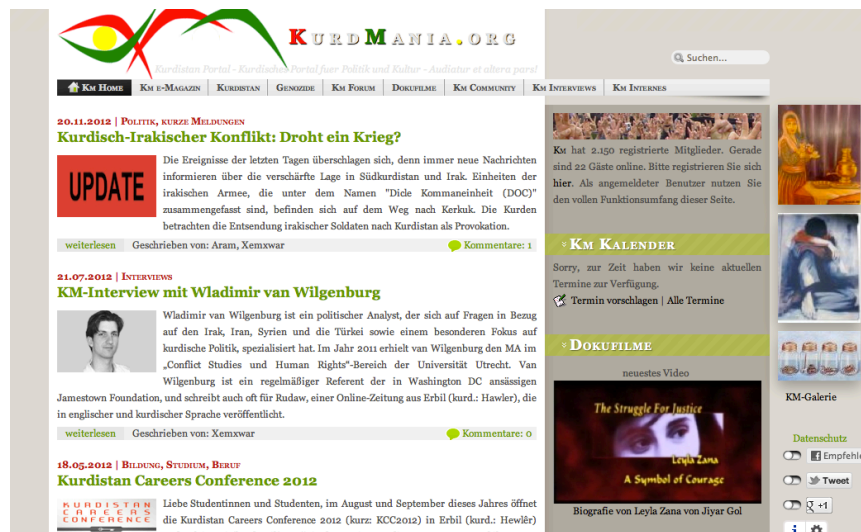 KURDMANIA.ORG
Kurdistan Portal - Kurdisches Portal fuer Politik und Kultur - Audiatur et altera pars!
Suchen...
KM HOME KM E-MAGAZIN KURDISTAN GENOZIDE KM FORUM DOKUFILME KM COMMUNITY KM INTERVIEWS KM INTERNES
20.11.2012 | POLITIK, KURZE MELDUNGEN
Kurdisch-Irakischer Konflikt: Droht ein Krieg?
UPDATE
Die Ereignisse der letzten Tagen überschlagen sich, denn immer neue Nachrichten
informieren über die verschärfte Lage in Südkurdistan und Irak. Einheiten der
irakischen Armee, die unter dem Namen "Dicle Kommaneinheit (DOC)"
zusammengefasst sind, befinden sich auf dem Weg nach Kerkuk. Die Kurden
betrachten die Entsendung irakischer Soldaten nach Kurdistan als Provokation.
weiterlesen Geschrieben von: Aram, Xemxwar Kommentare: 1
21.07.2012 | INTERVIEWS
KM-Interview mit Wladimir van Wilgenburg
Wladimir van Wilgenburg ist ein politischer Analyst, der sich auf Fragen in Bezug
auf den Irak, Iran, Syrien und die Türkei sowie einem besonderen Fokus auf
kurdische Politik, spezialisiert hat. Im Jahr 2011 erhielt van Wilgenburg den MA im
„Conflict Studies und Human Rights"-Bereich der Universität Utrecht. Van
Wilgenburg ist ein regelmäßiger Referent der in Washington DC ansässigen
Jamestown Foundation, und schreibt auch oft für Rudaw, einer Online-Zeitung aus Erbil (kurd.: Hawler), die
in englischer und kurdischer Sprache veröffentlicht.
weiterlesen Geschrieben von: Xemxwar Kommentare: 0
18.05.2012 | BILDUNG, STUDIUM, BERUF
Kurdistan Careers Conference 2012
KURDISTAN
CAREERS
CONFERENCE
Liebe Studentinnen und Studenten, im August und September dieses Jahres öffnet
die Kurdistan Careers Conference 2012 (kurz: KCC2012) in Erbil (kurd.: Hewlêr)
KM hat 2.150 registrierte Mitglieder. Gerade
sind 22 Gäste online. Bitte registrieren Sie sich
hier. Als angemeldeter Benutzer nutzen Sie
den vollen Funktionsumfang dieser Seite.
KM KALENDER
Sorry, zur Zeit haben wir keine aktuellen
Termine zur Verfügung.
Termin vorschlagen | Alle Termine
DOKUFILME
neuestes Video
The Struggle For Justice
Leyla Zana
A Symbol of Courage
Biografie von Leyla Zana von Jiyar Gol
KM-Galerie
Datenschutz
Empfehle
Tweet
+1